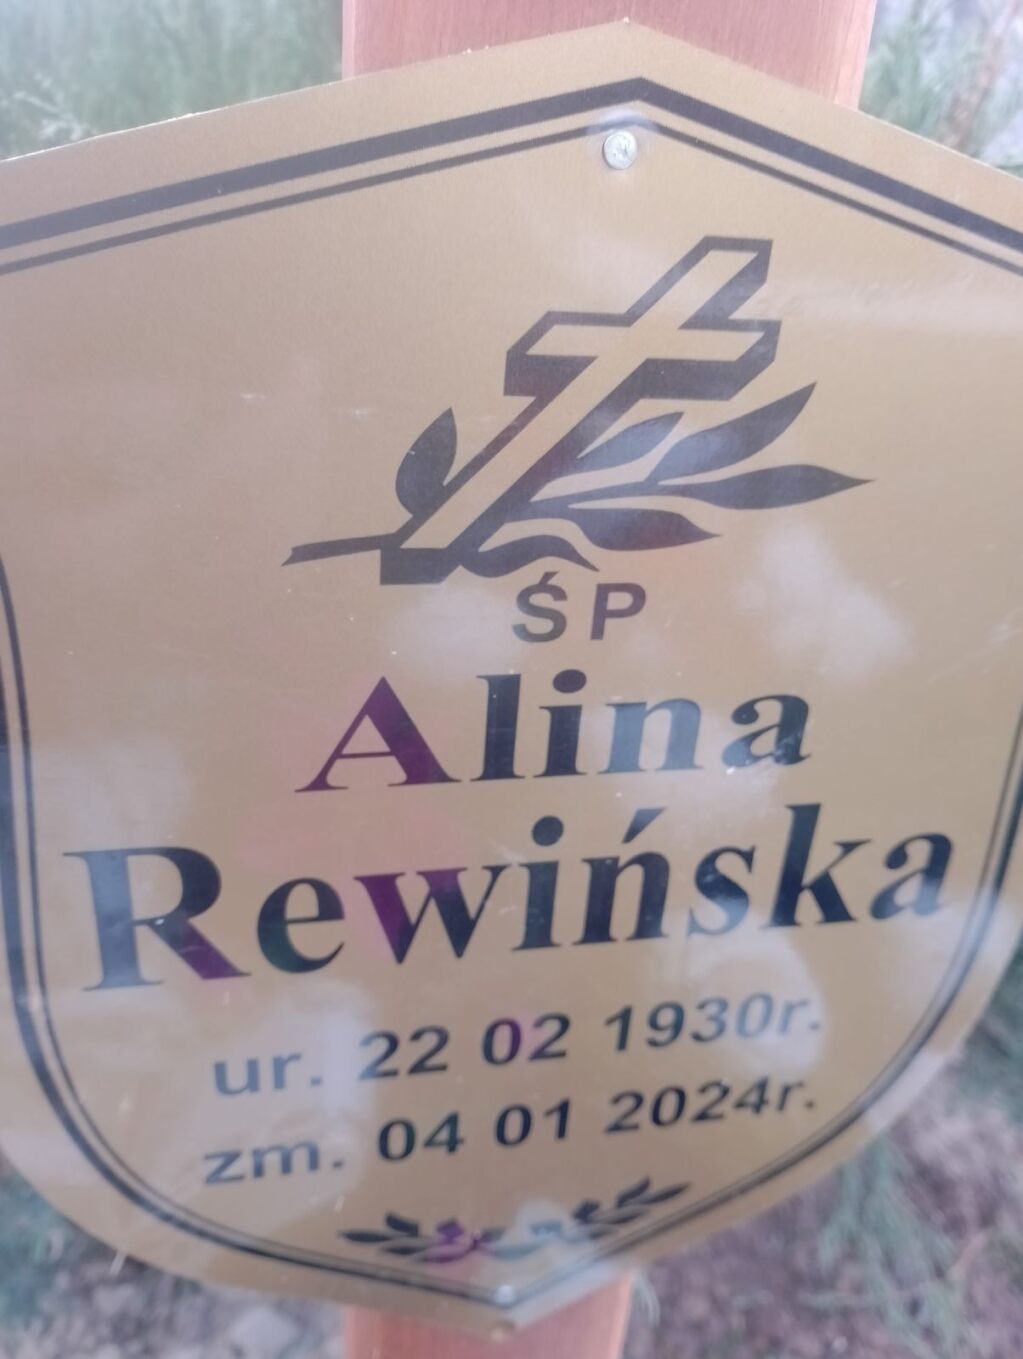 ŚP
Alina
Rewińska
ur. 22 02 1930r.
zm. 04 01 2024r.